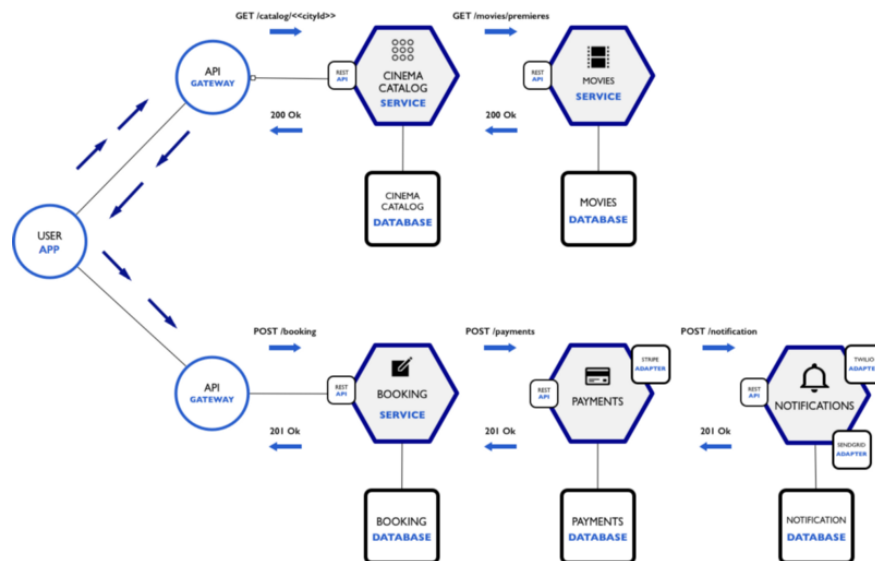 GET /catalog/<<cityId>>
GET /movies/premieres
API
GATEWAY
REST
API
CINEMA
CATALOG
SERVICE
REST
API
MOVIES
SERVICE
200 Ok
200 Ok
CINEMA
CATALOG
DATABASE
MOVIES
DATABASE
USER
APP
POST /booking
POST /payments
POST /notification
API
GATEWAY
REST
API
BOOKING
SERVICE
REST
API
PAYMENTS
STRIPE
ADAPTER
REST
API
NOTIFICATIONS
TWILIO
ADAPTER
SENDGRID
ADAPTER
201 Ok
201 Ok
201 Ok
BOOKING
DATABASE
PAYMENTS
DATABASE
NOTIFICATION
DATABASE